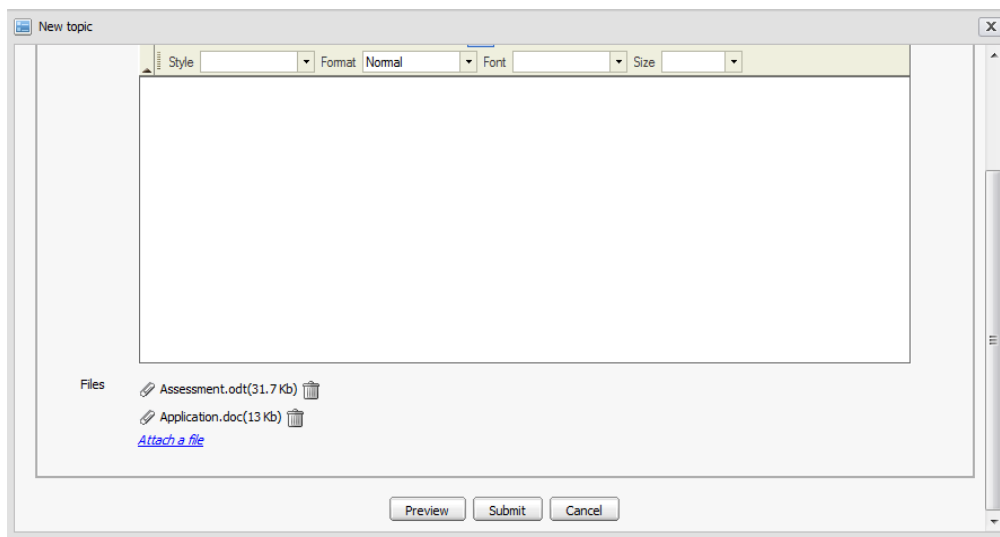 New topic
Style Format Normal Font Size
Files
Assessment.odt(31.7 Kb)
Application.doc(13 Kb)
Attach a file
Preview Submit Cancel